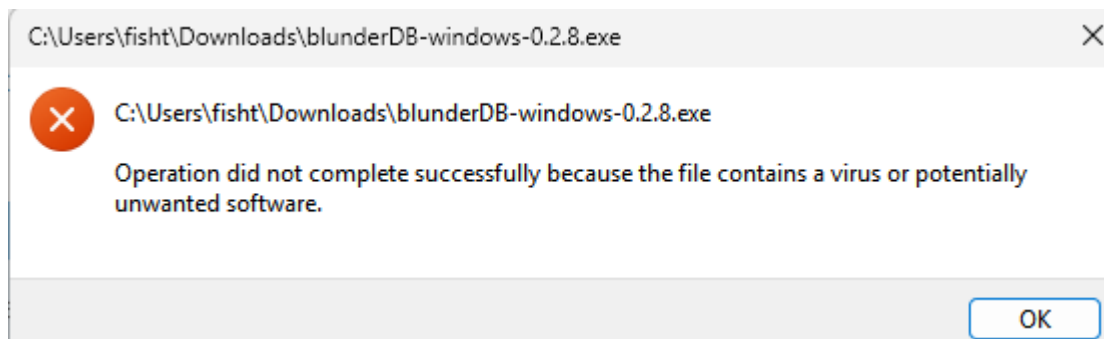 C:\Users\fisht\Downloads\blunderDB-windows-0.2.8.exe
C:\Users\fisht\Downloads\blunderDB-windows-0.2.8.exe
Operation did not complete successfully because the file contains a virus or potentially
unwanted software.
OK